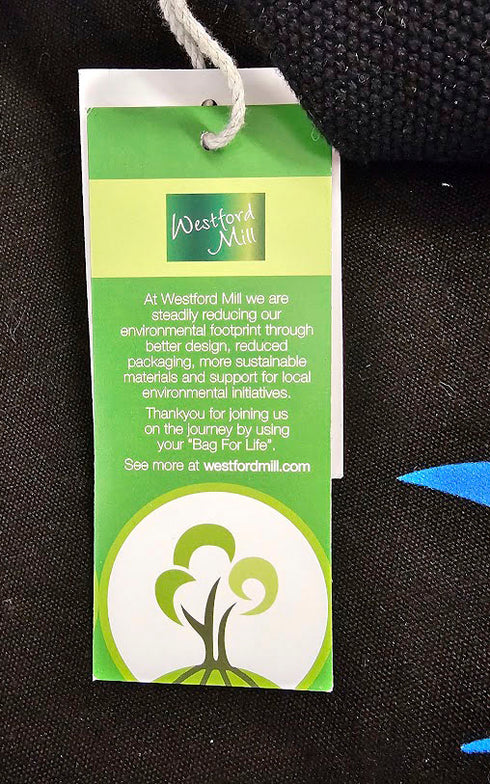 Westford
Mill
At Westford Mill we are
steadily reducing our
environmental footprint through
better design, reduced
packaging, more sustainable
materials and support for local
environmental initiatives.
Thankyou for joining us
on the journey by using
your "Bag For Life".
See more at westfordmill.com